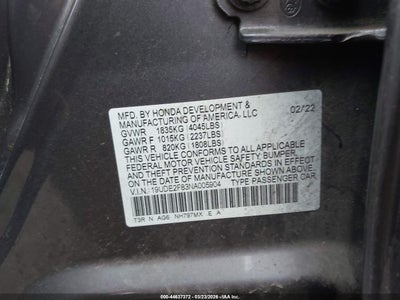 MFD. BY HONDA DEVELOPMENT & 02/22
MANUFACTURING OF AMERICA, LLC
GVWR 1835KG (4045LBS)
GAWR F 1015KG (2237LBS)
GAWR R 820KG (1808LBS)
THIS VEHICLE CONFORMS TO ALL APPLICABLE
FEDERAL MOTOR VEHICLE SAFETY, BUMPER,
AND THEFT PREVENTION STANDARDS IN EFFECT
ON THE DATE OF MANUFACTURE SHOWN ABOVE.
V.I.N.: 19UDE2F83NA005904 TYPE: PASSENGER CAR
T3R N AG6 NH797MX E A
000-44637372 - 03/23/2026 - © IAA Inc.